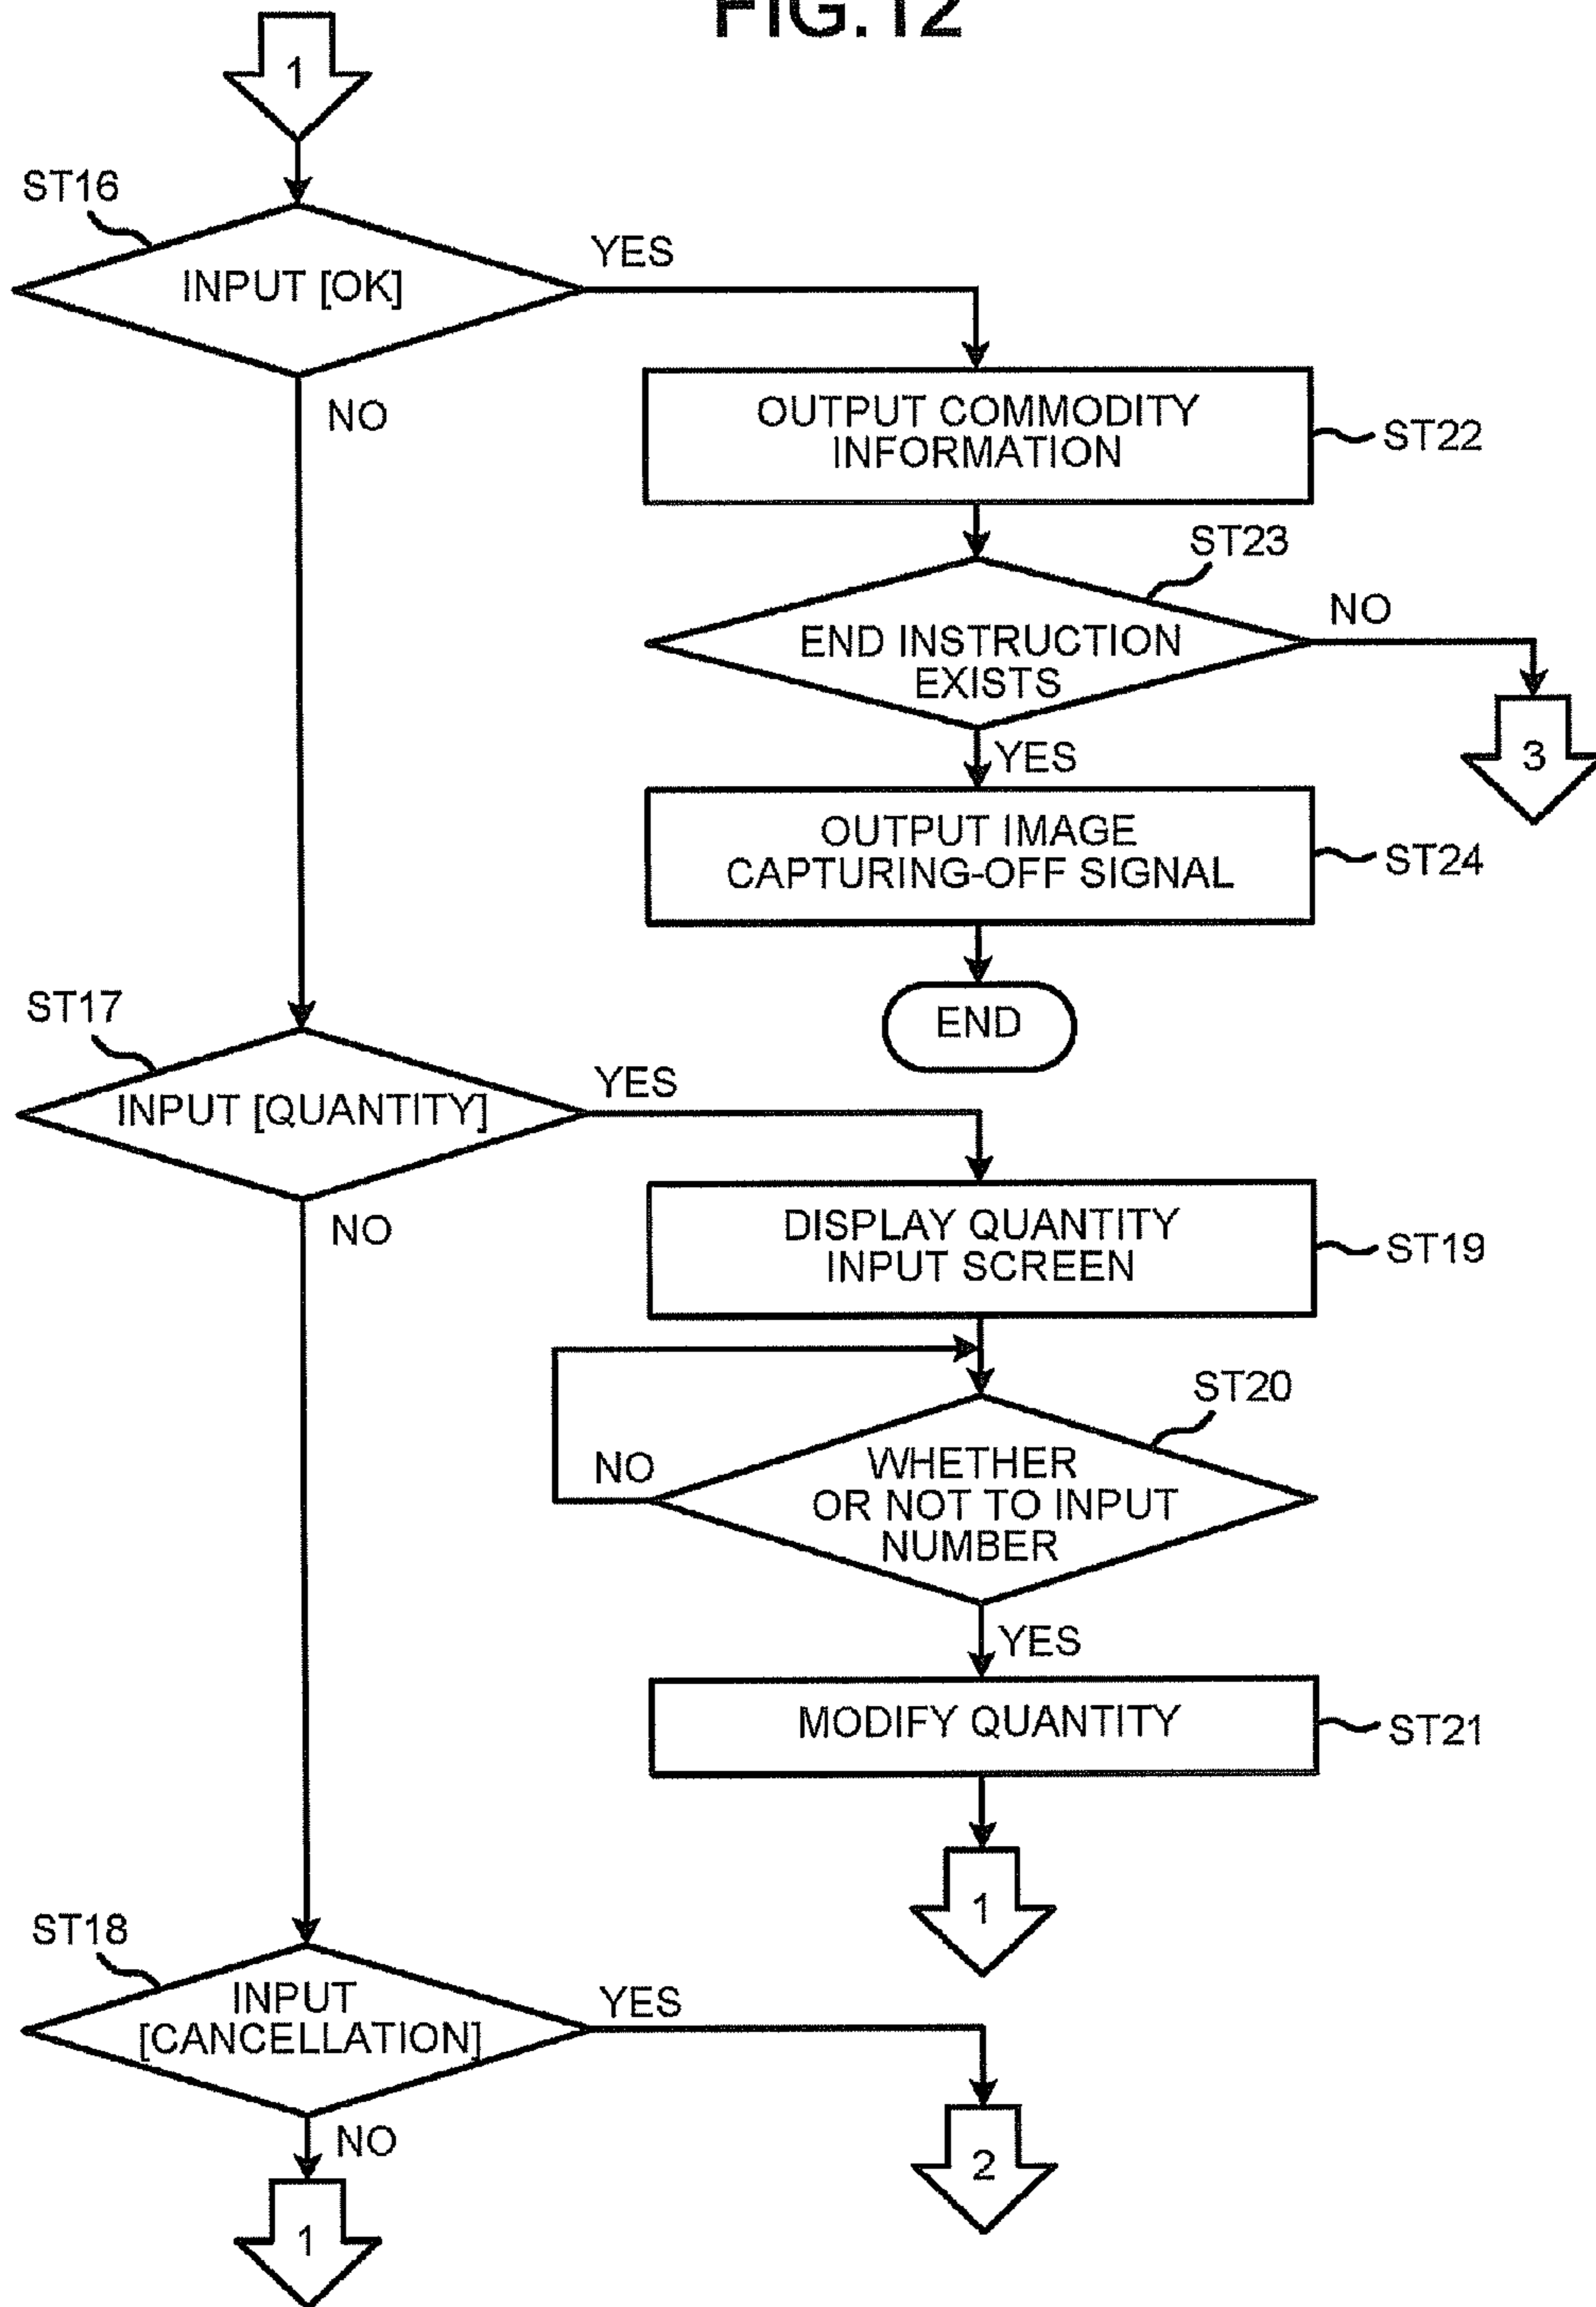 FIG.12
1
ST16
INPUT [OK]
YES
NO
OUTPUT COMMODITY
INFORMATION
ST22
ST23
END INSTRUCTION
EXISTS
NO
3
YES
OUTPUT IMAGE
CAPTURING-OFF SIGNAL
ST24
END
ST17
INPUT [QUANTITY]
YES
NO
DISPLAY QUANTITY
INPUT SCREEN
ST19
ST20
NO
WHETHER
OR NOT TO INPUT
NUMBER
YES
MODIFY QUANTITY
ST21
1
ST18
INPUT
[CANCELLATION]
YES
NO
2
1